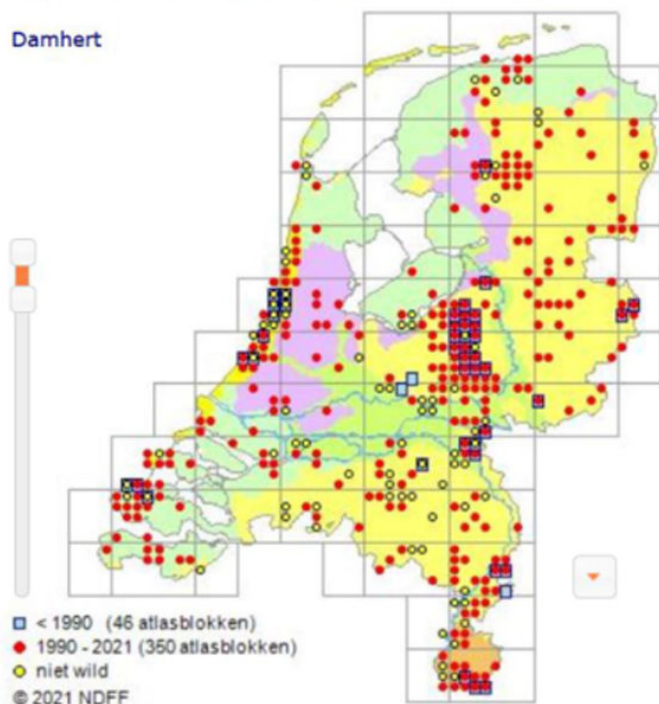 Damhert
< 1990 (46 atlasblokken)
1990 - 2021 (350 atlasblokken)
niet wild
© 2021 NDFF